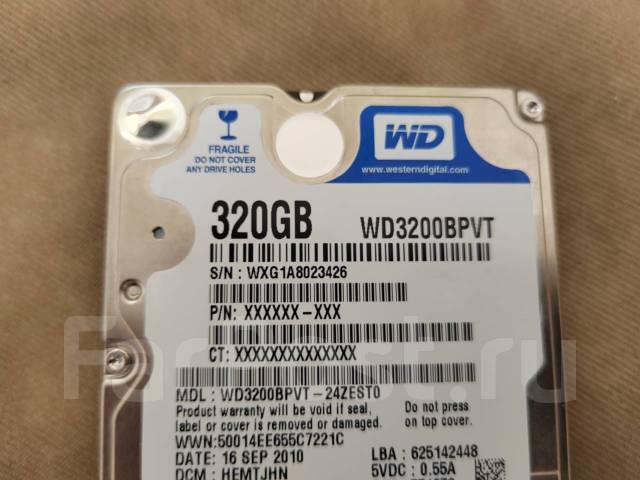 FRAGILE
DO NOT COVER
ANY DRIVE HOLES
WD
www.westerndigital.com
320GB WD3200BPVT
S/N : WXG1A8023426
P/N: XXXXXX-XXX
CT: XXXXXXXXXXXXXX
MDL : WD3200BPVT-24ZEST0
Product warranty will be void if seal,
label or cover is removed or damaged.
Do not press
on top cover.
WWN:50014EE655C7221C
DATE: 16 SEP 2010
LBA : 625142448
DCM : HEMTJHN
5VDC : 0.55A